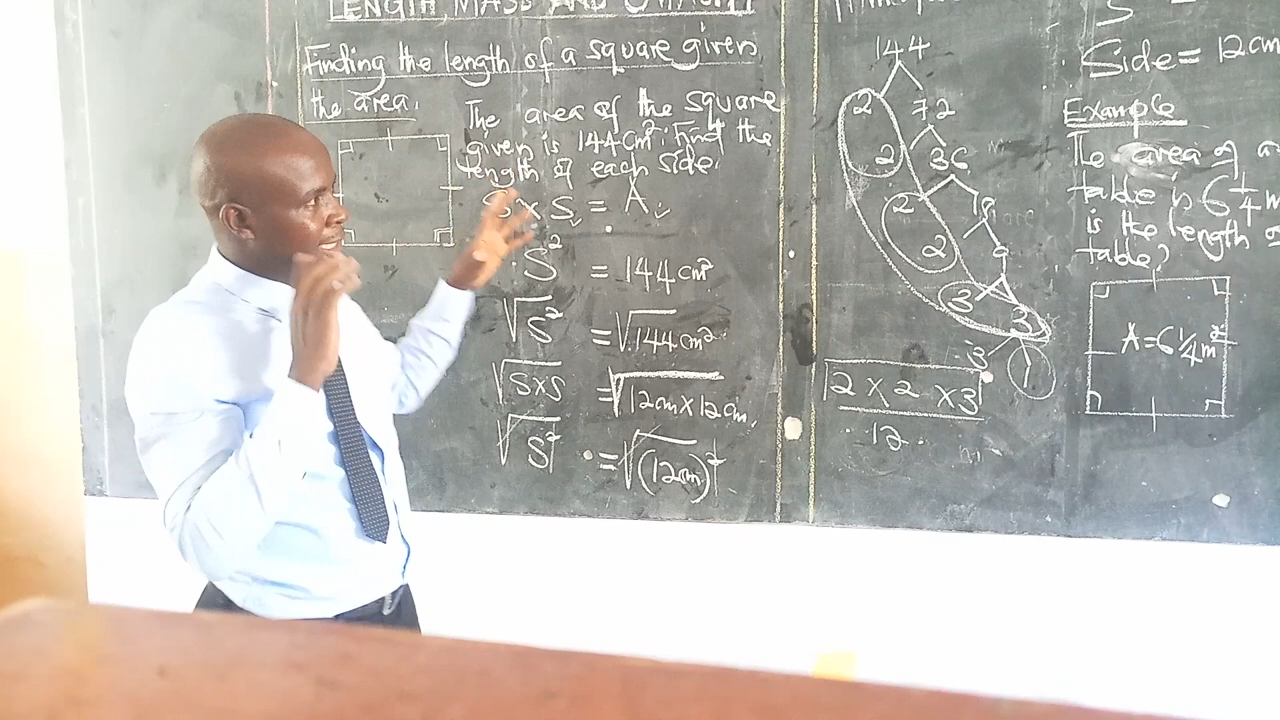 LENGTH, MASS AND CAPACITY
Finding the length of a square given
the area.
The area of the square
given is 144cm². Find the
length of each side.
S x S = A
S² = 144cm²
√S² = √144cm²
√SxS = √12cm x 12cm
√S² = √(12cm)²
144
2 72
2 36
2
2 9
3 3
3 1
2 x 2 x 3
12
S
Side = 12cm
Example
The area of a
table is 6¼m
is the length of
table?
A=6¼m²